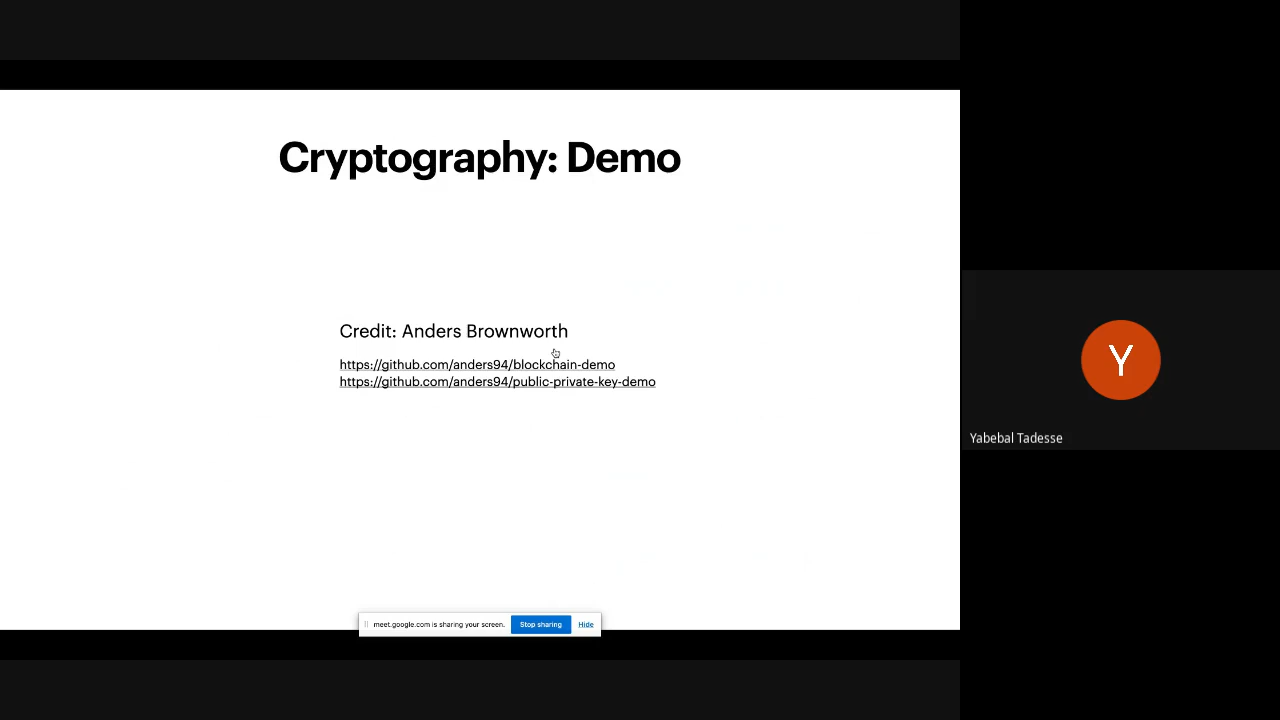 Cryptography: Demo
Credit: Anders Brownworth
https://github.com/anders94/blockchain-demo
https://github.com/anders94/public-private-key-demo
Y
Yabebal Tadesse
meet.google.com is sharing your screen. Stop sharing Hide